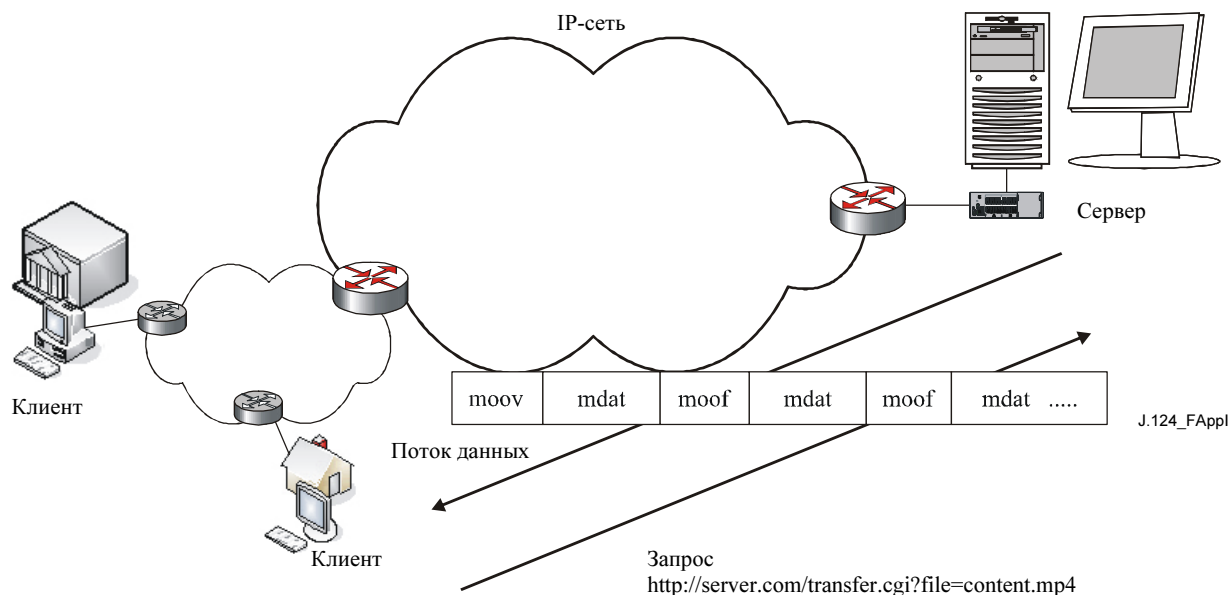 IP-сеть
Сервер
Клиент
moov mdat moof mdat moof mdat .....
J.124_FAppI
Поток данных
Клиент
Запрос
http://server.com/transfer.cgi?file=content.mp4